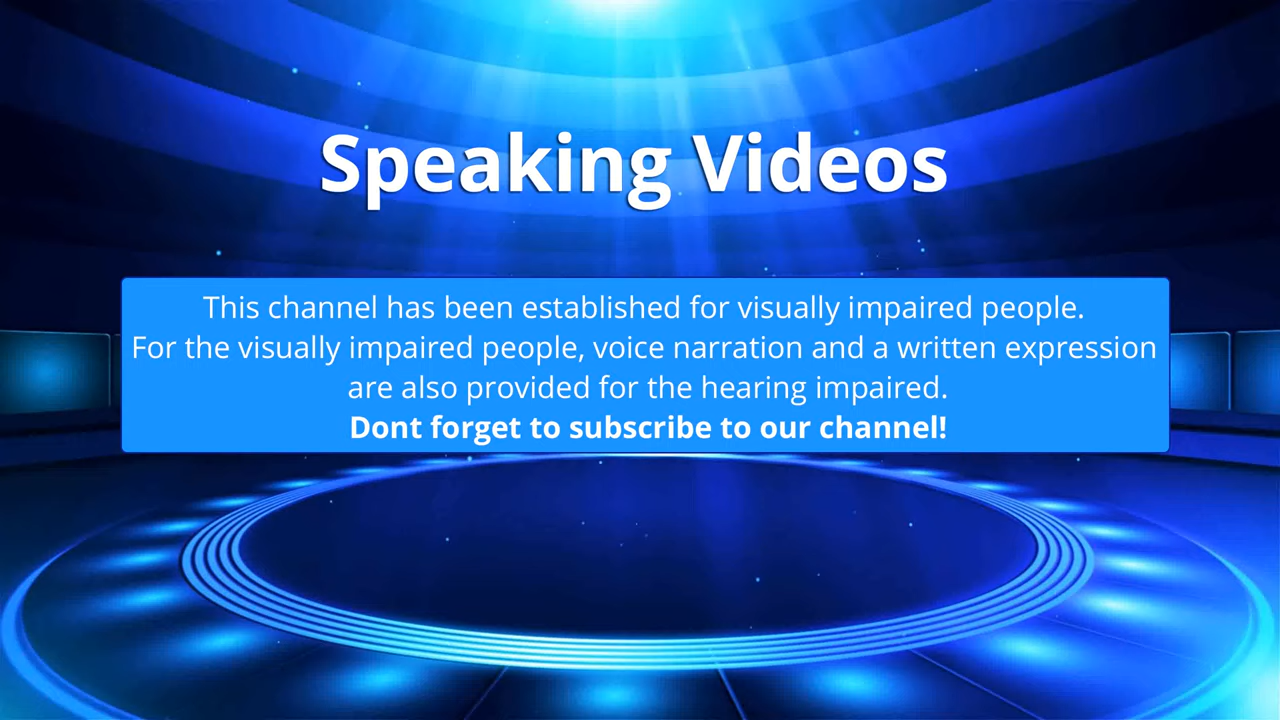 Speaking Videos
This channel has been established for visually impaired people.
For the visually impaired people, voice narration and a written expression
are also provided for the hearing impaired.
Dont forget to subscribe to our channel!